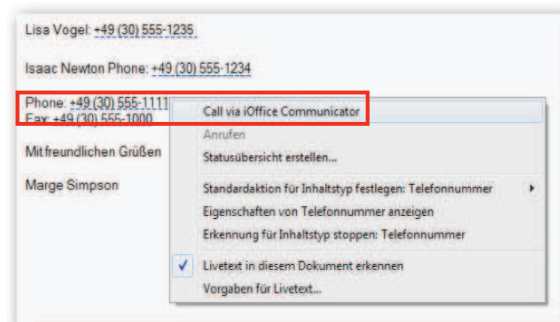 Lisa Vogel: +49 (30) 555-1235
Isaac Newton Phone: +49 (30) 555-1234
Phone: +49 (30) 555-1111
Fax: +49 (30) 555-1000
Mit freundlichen Grüßen
Marge Simpson
Call via iOffice Communicator
Anrufen
Statusübersicht erstellen...
Standardaktion für Inhaltstyp festlegen: Telefonnummer
Eigenschaften von Telefonnummer anzeigen
Erkennung für Inhaltstyp stoppen: Telefonnummer
Livetext in diesem Dokument erkennen
Vorgaben für Livetext...